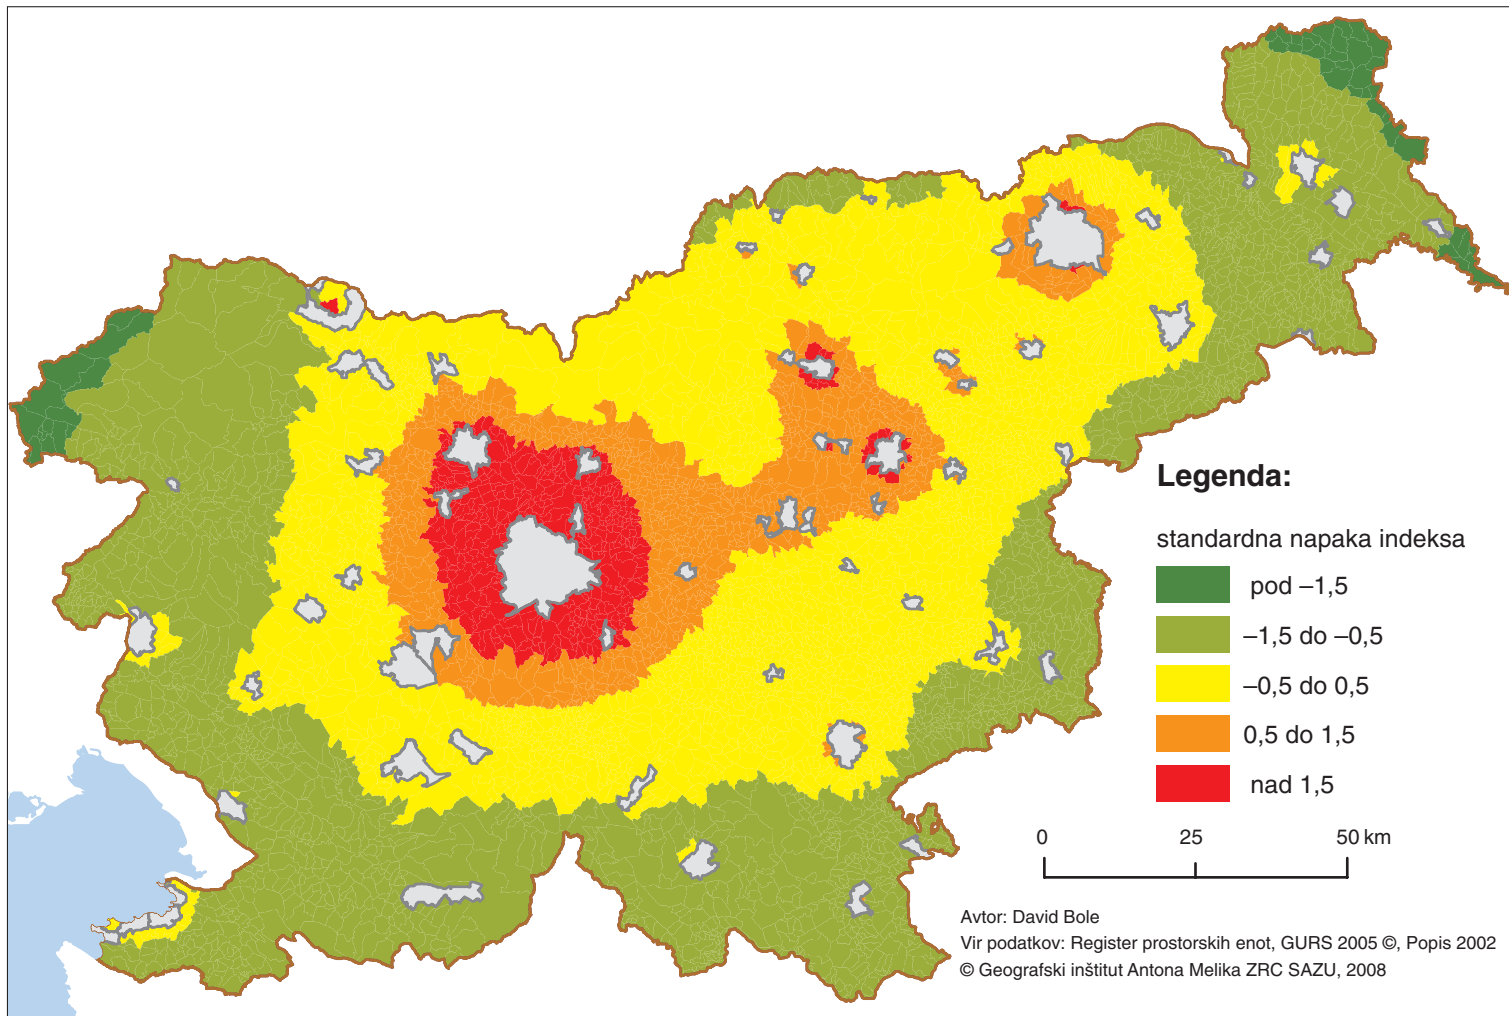 Legenda:
standardna napaka indeksa
pod –1,5
–1,5 do –0,5
–0,5 do 0,5
0,5 do 1,5
nad 1,5
0 25 50 km
Avtor: David Bole
Vir podatkov: Register prostorskih enot, GURS 2005 ©, Popis 2002
© Geografski inštitut Antona Melika ZRC SAZU, 2008